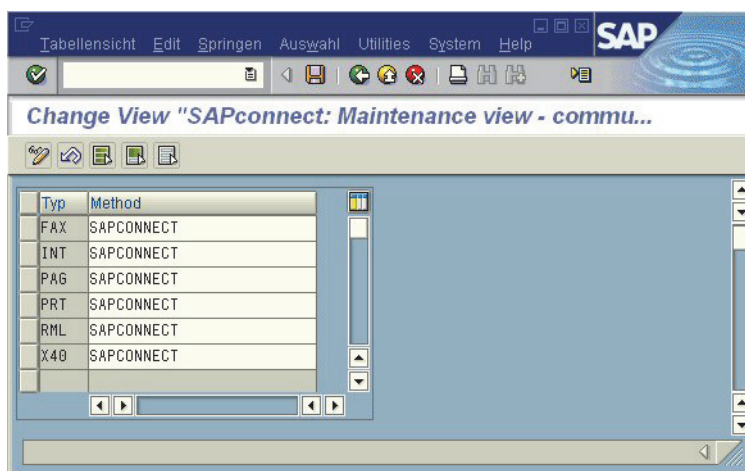 Tabellensicht Edit Springen Auswahl Utilities System Help
SAP
Change View "SAPconnect: Maintenance view - commu...
Typ Method
FAX SAPCONNECT
INT SAPCONNECT
PAG SAPCONNECT
PRT SAPCONNECT
RML SAPCONNECT
X40 SAPCONNECT